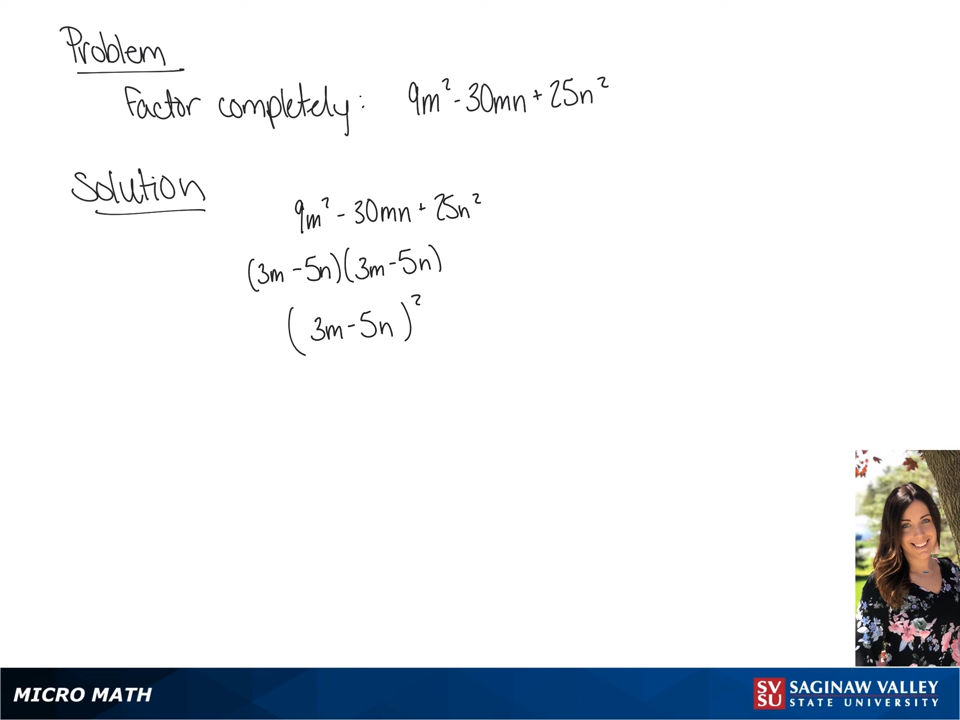 Problem
Factor completely: 9m² - 30mn + 25n²
Solution
9m² - 30mn + 25n²
(3m - 5n)(3m - 5n)
(3m - 5n)²
MICRO MATH
SV
SU
SAGINAW VALLEY
STATE UNIVERSITY